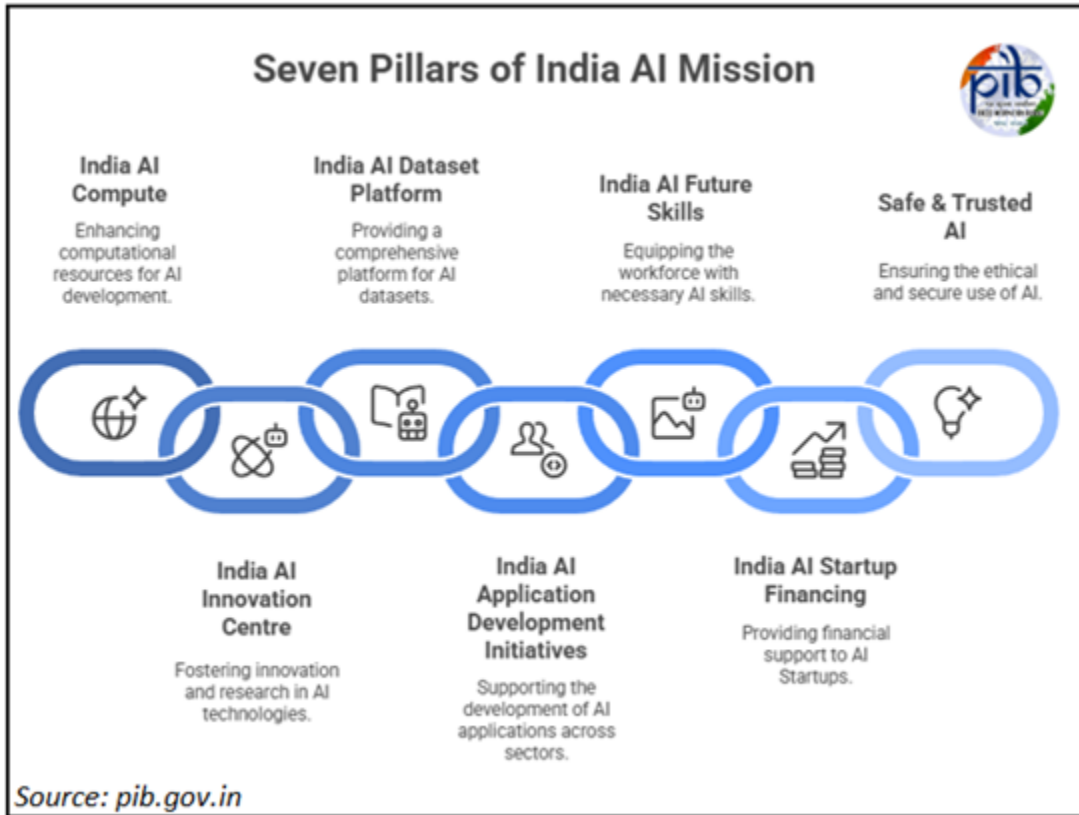 Seven Pillars of India AI Mission
pib
India AI
Compute
Enhancing
computational
resources for AI
development.
India AI Dataset
Platform
Providing a
comprehensive
platform for AI
datasets.
India AI Future
Skills
Equipping the
workforce with
necessary AI skills.
Safe & Trusted
AI
Ensuring the ethical
and secure use of AI.
India AI
Innovation
Centre
Fostering innovation
and research in AI
technologies.
India AI
Application
Development
Initiatives
Supporting the
development of AI
applications across
sectors.
India AI Startup
Financing
Providing financial
support to AI
Startups.
Source: pib.gov.in